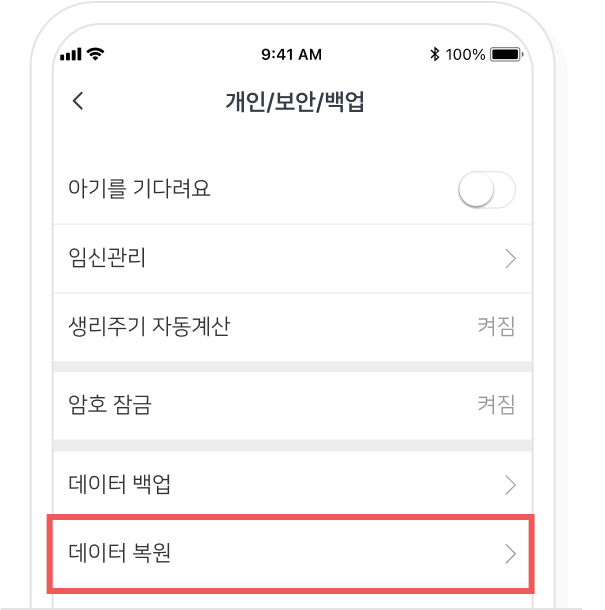 9:41 AM 100%
개인/보안/백업
아기를 기다려요
임신관리
생리주기 자동계산 켜짐
암호 잠금 켜짐
데이터 백업
데이터 복원